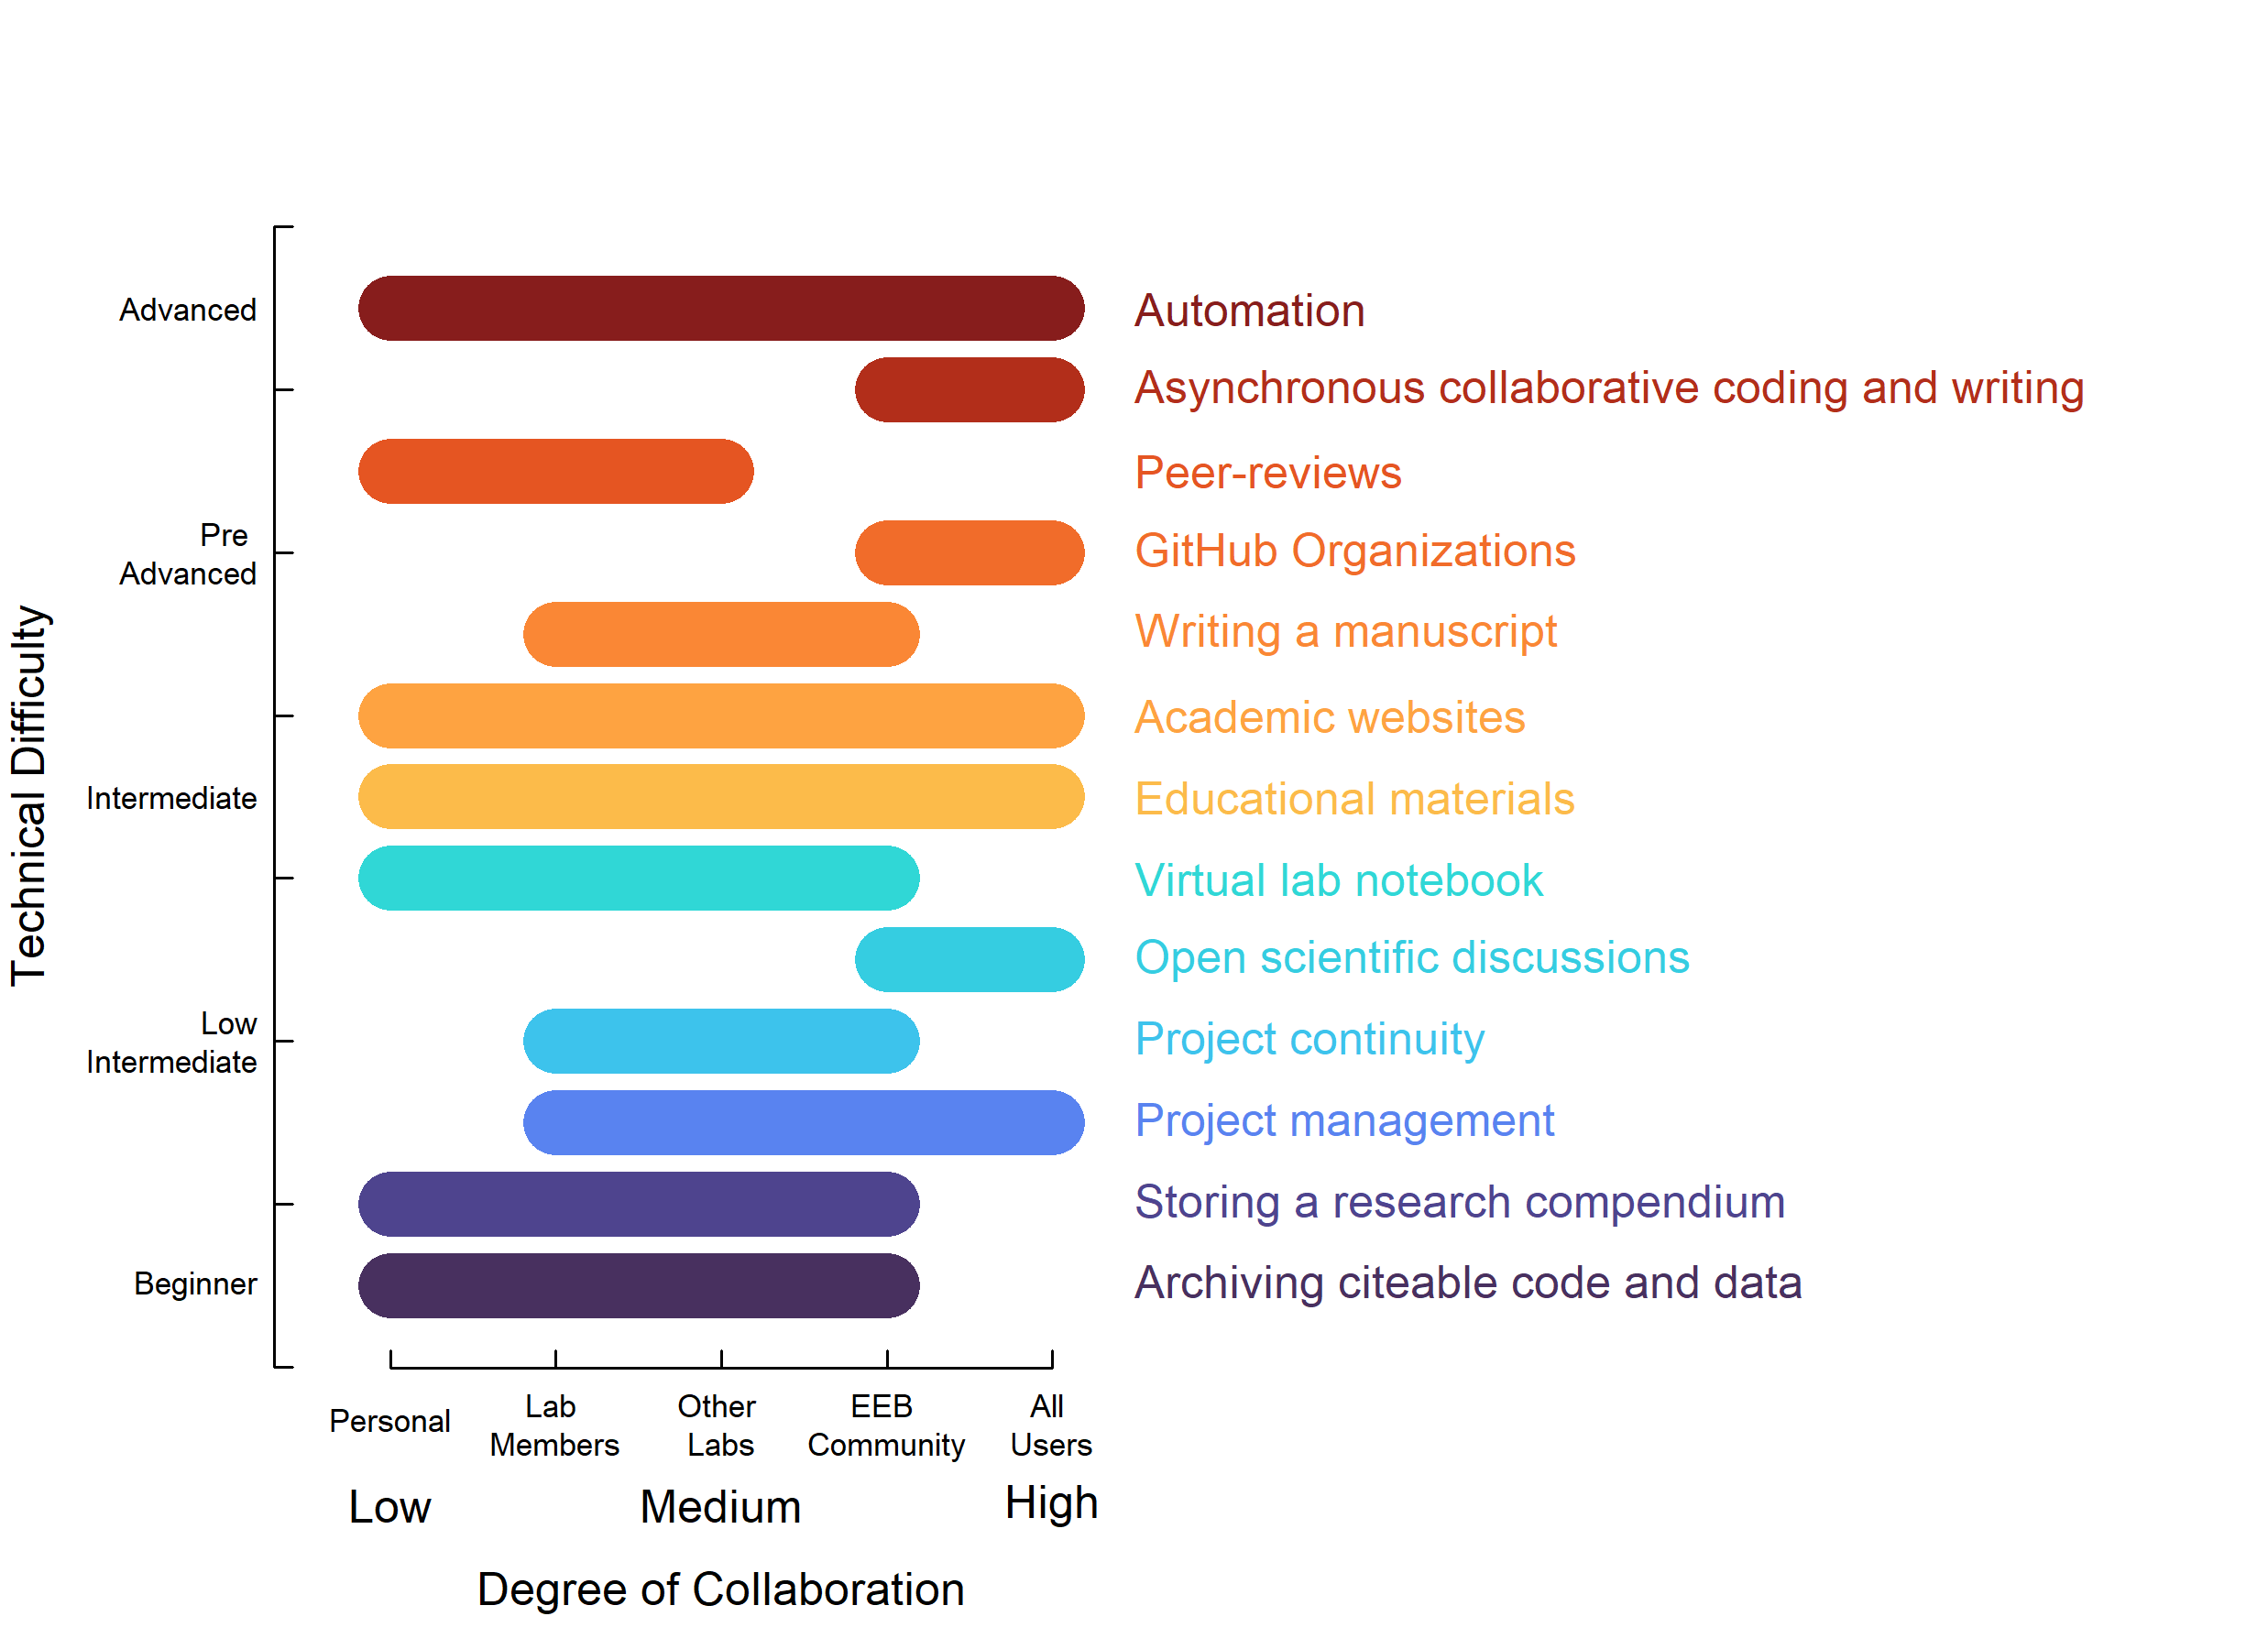 Advanced
Pre
Advanced
Intermediate
Low
Intermediate
Beginner
Technical Difficulty
Automation
Asynchronous collaborative coding and writing
Peer-reviews
GitHub Organizations
Writing a manuscript
Academic websites
Educational materials
Virtual lab notebook
Open scientific discussions
Project continuity
Project management
Storing a research compendium
Archiving citeable code and data
Personal
Lab
Members
Other
Labs
EEB
Community
All
Users
Low
Medium
High
Degree of Collaboration